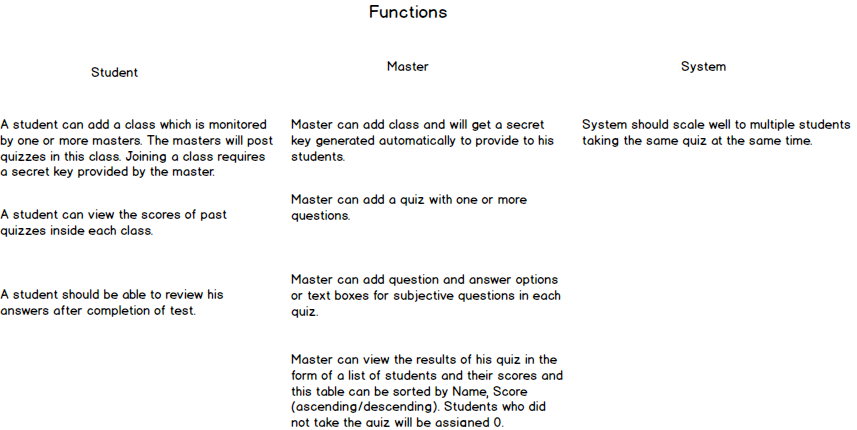 Functions
Student
Master
System
A student can add a class which is monitored
by one or more masters. The masters will post
quizzes in this class. Joining a class requires
a secret key provided by the master.
A student can view the scores of past
quizzes inside each class.
A student should be able to review his
answers after completion of test.
Master can add class and will get a secret
key generated automatically to provide to his
students.
Master can add a quiz with one or more
questions.
Master can add question and answer options
or text boxes for subjective questions in each
quiz.
Master can view the results of his quiz in the
form of a list of students and their scores and
this table can be sorted by Name, Score
(ascending/descending). Students who did
not take the quiz will be assigned 0.
System should scale well to multiple students
taking the same quiz at the same time.